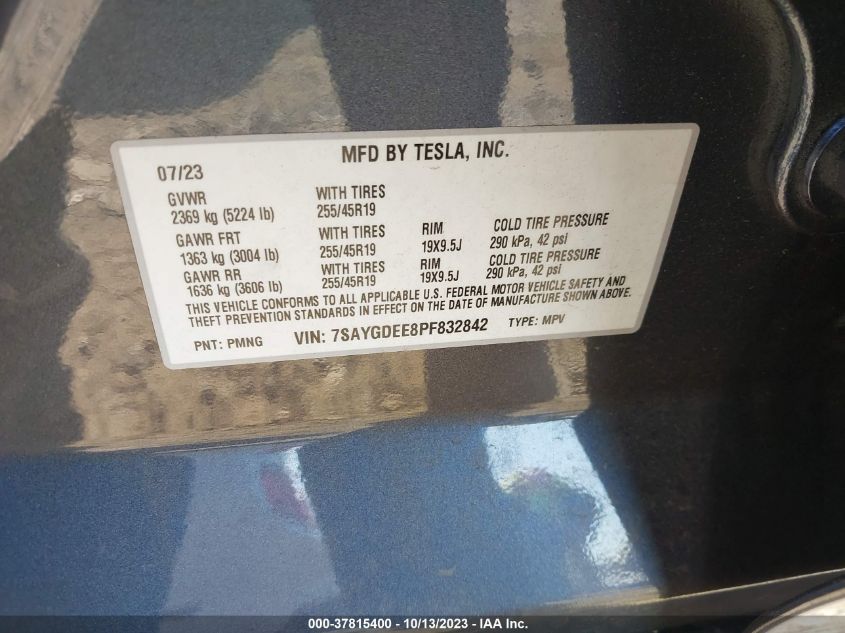 MFD BY TESLA, INC.
07/23
GVWR WITH TIRES
2369 kg (5224 lb) 255/45R19
GAWR FRT WITH TIRES RIM COLD TIRE PRESSURE
1363 kg (3004 lb) 255/45R19 19X9.5J 290 kPa, 42 psi
GAWR RR WITH TIRES RIM COLD TIRE PRESSURE
1636 kg (3606 lb) 255/45R19 19X9.5J 290 kPa, 42 psi
THIS VEHICLE CONFORMS TO ALL APPLICABLE U.S. FEDERAL MOTOR VEHICLE SAFETY AND
THEFT PREVENTION STANDARDS IN EFFECT ON THE DATE OF MANUFACTURE SHOWN ABOVE.
PNT: PMNG VIN: 7SAYGDEE8PF832842 TYPE: MPV
000-37815400 - 10/13/2023 - IAA Inc.